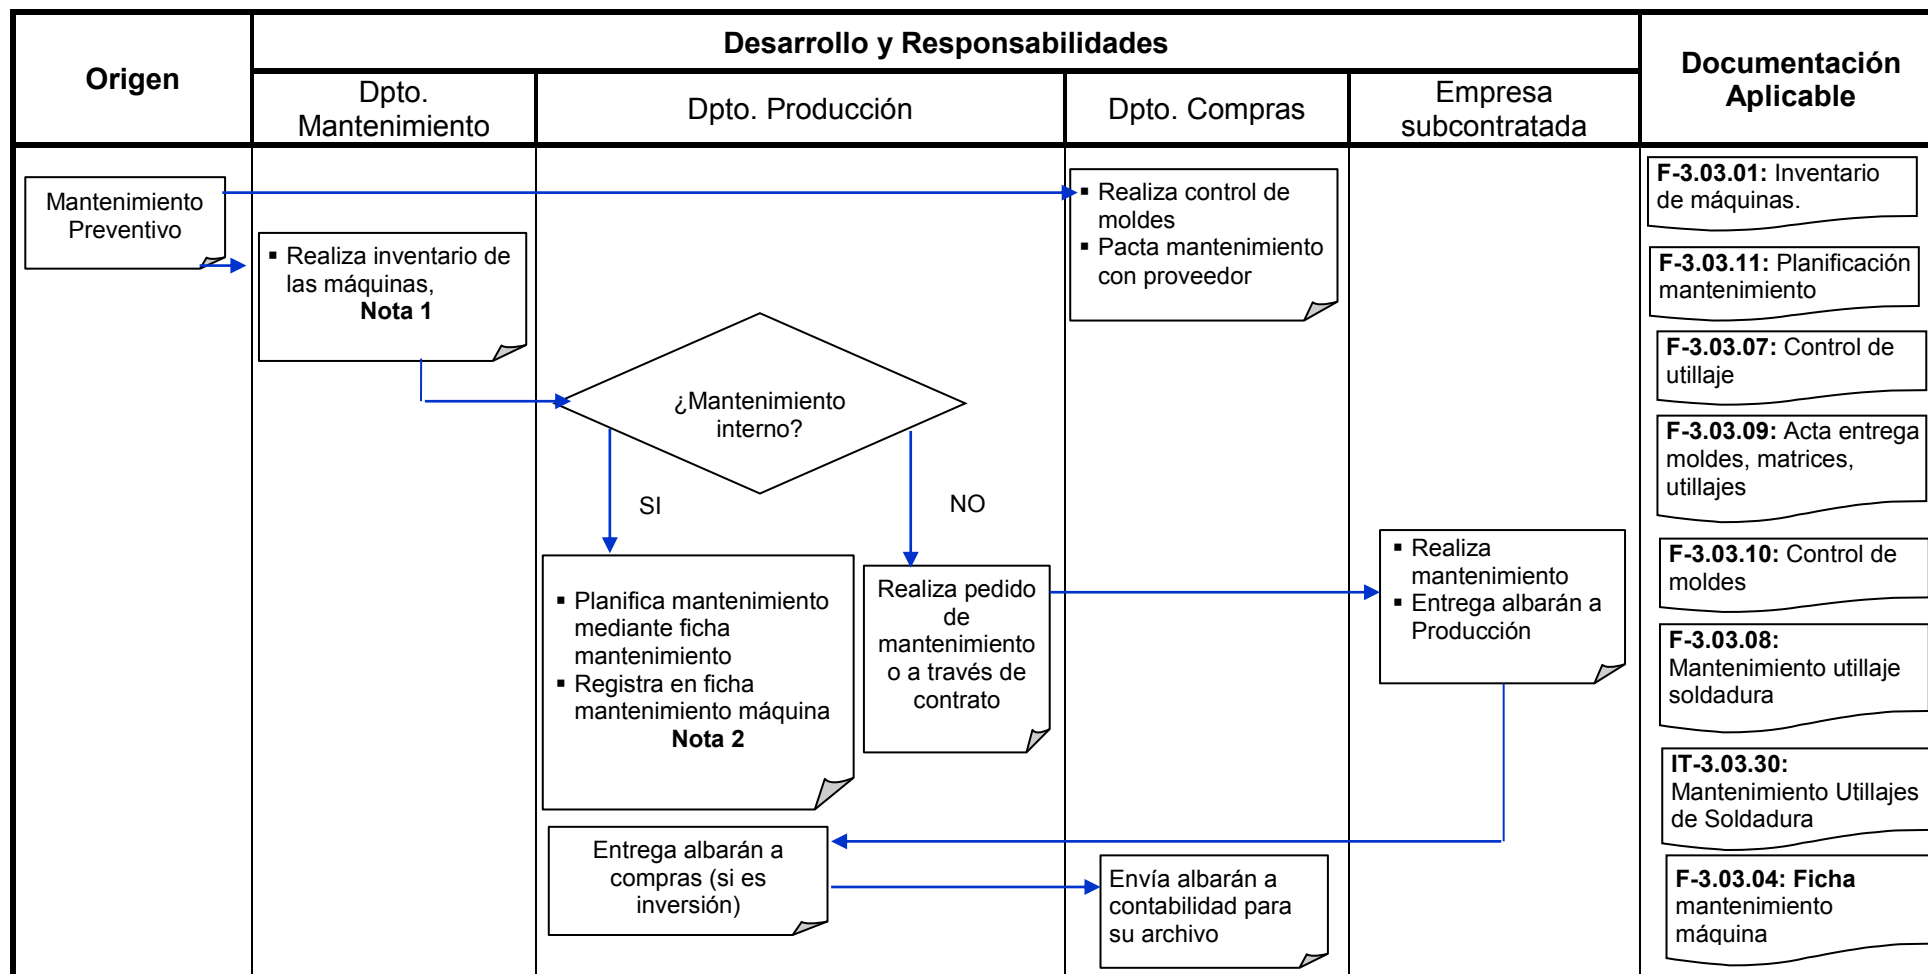 Origen
Desarrollo y Responsabilidades
Documentación
Aplicable
Dpto.
Mantenimiento
Dpto. Producción
Dpto. Compras
Empresa
subcontratada
Mantenimiento
Preventivo
▪ Realiza inventario de
las máquinas,
Nota 1
▪ Realiza control de
moldes
▪ Pacta mantenimiento
con proveedor
¿Mantenimiento
interno?
SI
NO
▪ Planifica mantenimiento
mediante ficha
mantenimiento
▪ Registra en ficha
mantenimiento máquina
Nota 2
Realiza pedido
de
mantenimiento
o a través de
contrato
▪ Realiza
mantenimiento
▪ Entrega albarán a
Producción
Entrega albarán a
compras (si es
inversión)
Envía albarán a
contabilidad para
su archivo
F-3.03.01: Inventario
de máquinas.
F-3.03.11: Planificación
mantenimiento
F-3.03.07: Control de
utillaje
F-3.03.09: Acta entrega
moldes, matrices,
utillajes
F-3.03.10: Control de
moldes
F-3.03.08:
Mantenimiento utillaje
soldadura
IT-3.03.30:
Mantenimiento Utillajes
de Soldadura
F-3.03.04: Ficha
mantenimiento
máquina